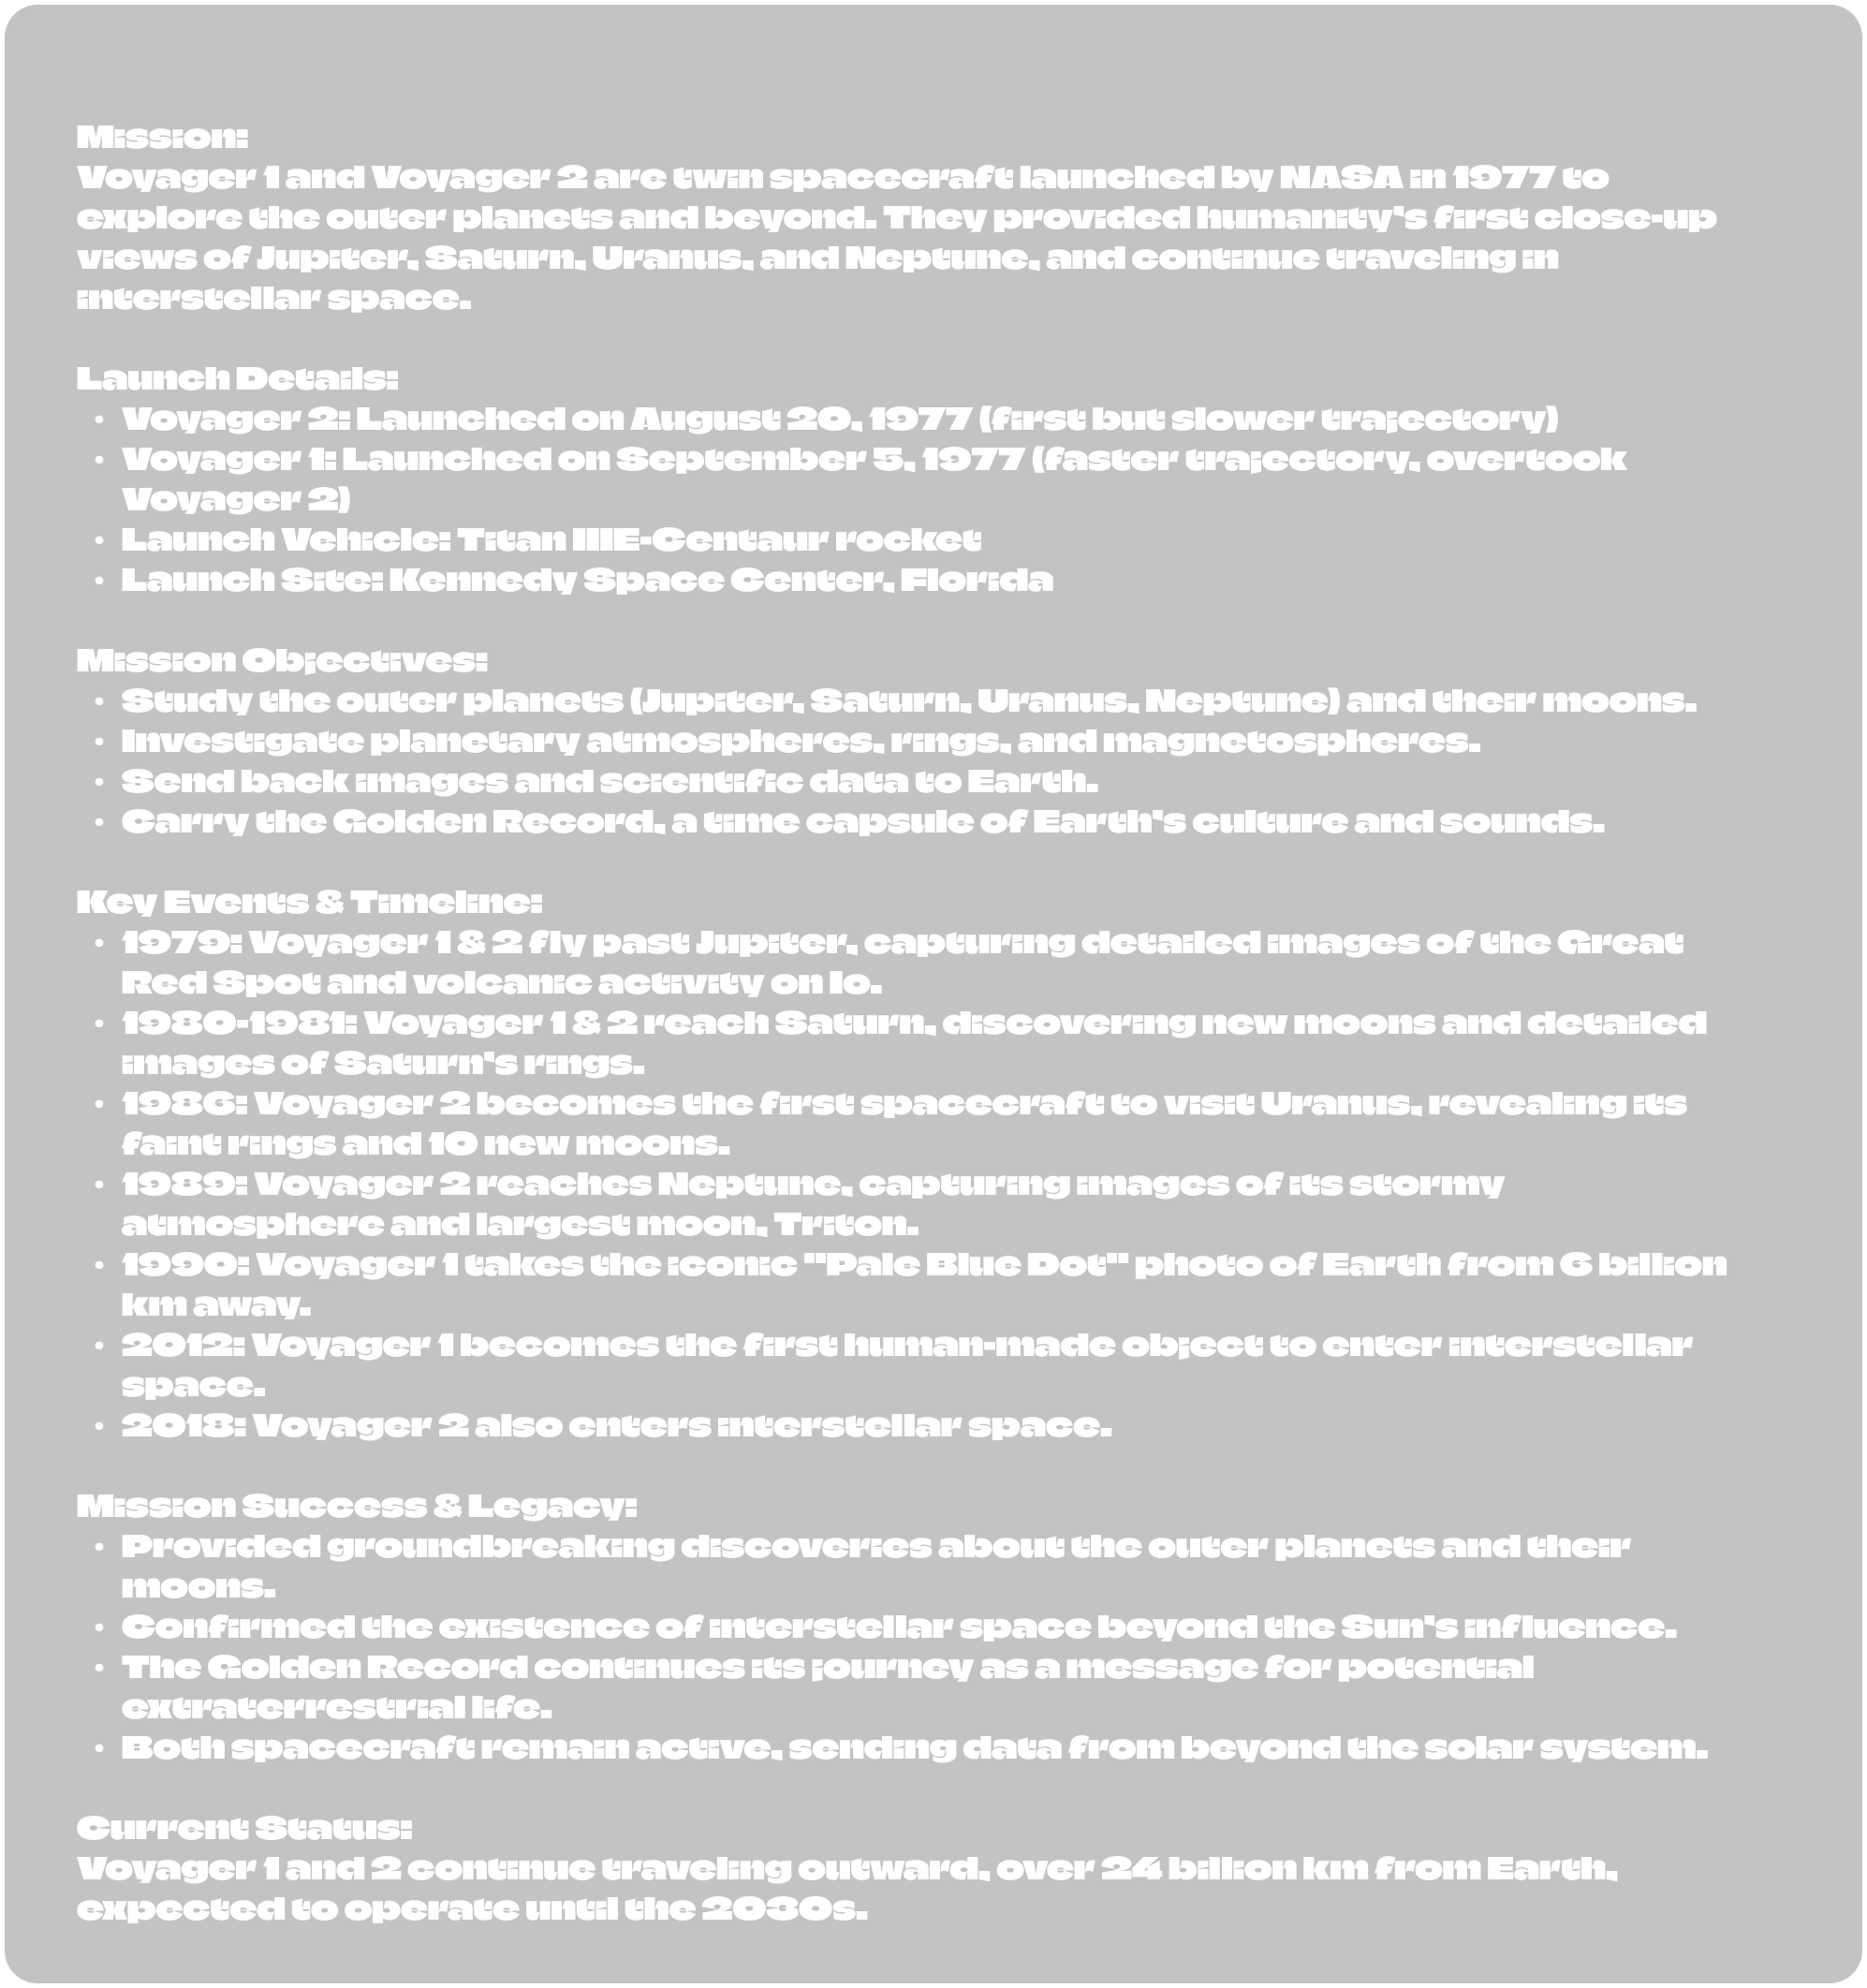 Mission:
Voyager 1 and Voyager 2 are twin spacecraft launched by NASA in 1977 to
explore the outer planets and beyond. They provided humanity's first close-up
views of Jupiter, Saturn, Uranus, and Neptune, and continue traveling in
interstellar space.
Launch Details:
• Voyager 2: Launched on August 20, 1977 (first but slower trajectory)
• Voyager 1: Launched on September 5, 1977 (faster trajectory, overtook
Voyager 2)
• Launch Vehicle: Titan IIIE-Centaur rocket
• Launch Site: Kennedy Space Center, Florida
Mission Objectives:
• Study the outer planets (Jupiter, Saturn, Uranus, Neptune) and their moons.
• Investigate planetary atmospheres, rings, and magnetospheres.
• Send back images and scientific data to Earth.
• Carry the Golden Record, a time capsule of Earth's culture and sounds.
Key Events & Timeline:
• 1979: Voyager 1 & 2 fly past Jupiter, capturing detailed images of the Great
Red Spot and volcanic activity on Io.
• 1980-1981: Voyager 1 & 2 reach Saturn, discovering new moons and detailed
images of Saturn's rings.
• 1986: Voyager 2 becomes the first spacecraft to visit Uranus, revealing its
faint rings and 10 new moons.
• 1989: Voyager 2 reaches Neptune, capturing images of its stormy
atmosphere and largest moon, Triton.
• 1990: Voyager 1 takes the iconic "Pale Blue Dot" photo of Earth from 6 billion
km away.
• 2012: Voyager 1 becomes the first human-made object to enter interstellar
space.
• 2018: Voyager 2 also enters interstellar space.
Mission Success & Legacy:
• Provided groundbreaking discoveries about the outer planets and their
moons.
• Confirmed the existence of interstellar space beyond the Sun's influence.
• The Golden Record continues its journey as a message for potential
extraterrestrial life.
• Both spacecraft remain active, sending data from beyond the solar system.
Current Status:
Voyager 1 and 2 continue traveling outward, over 24 billion km from Earth,
expected to operate until the 2030s.